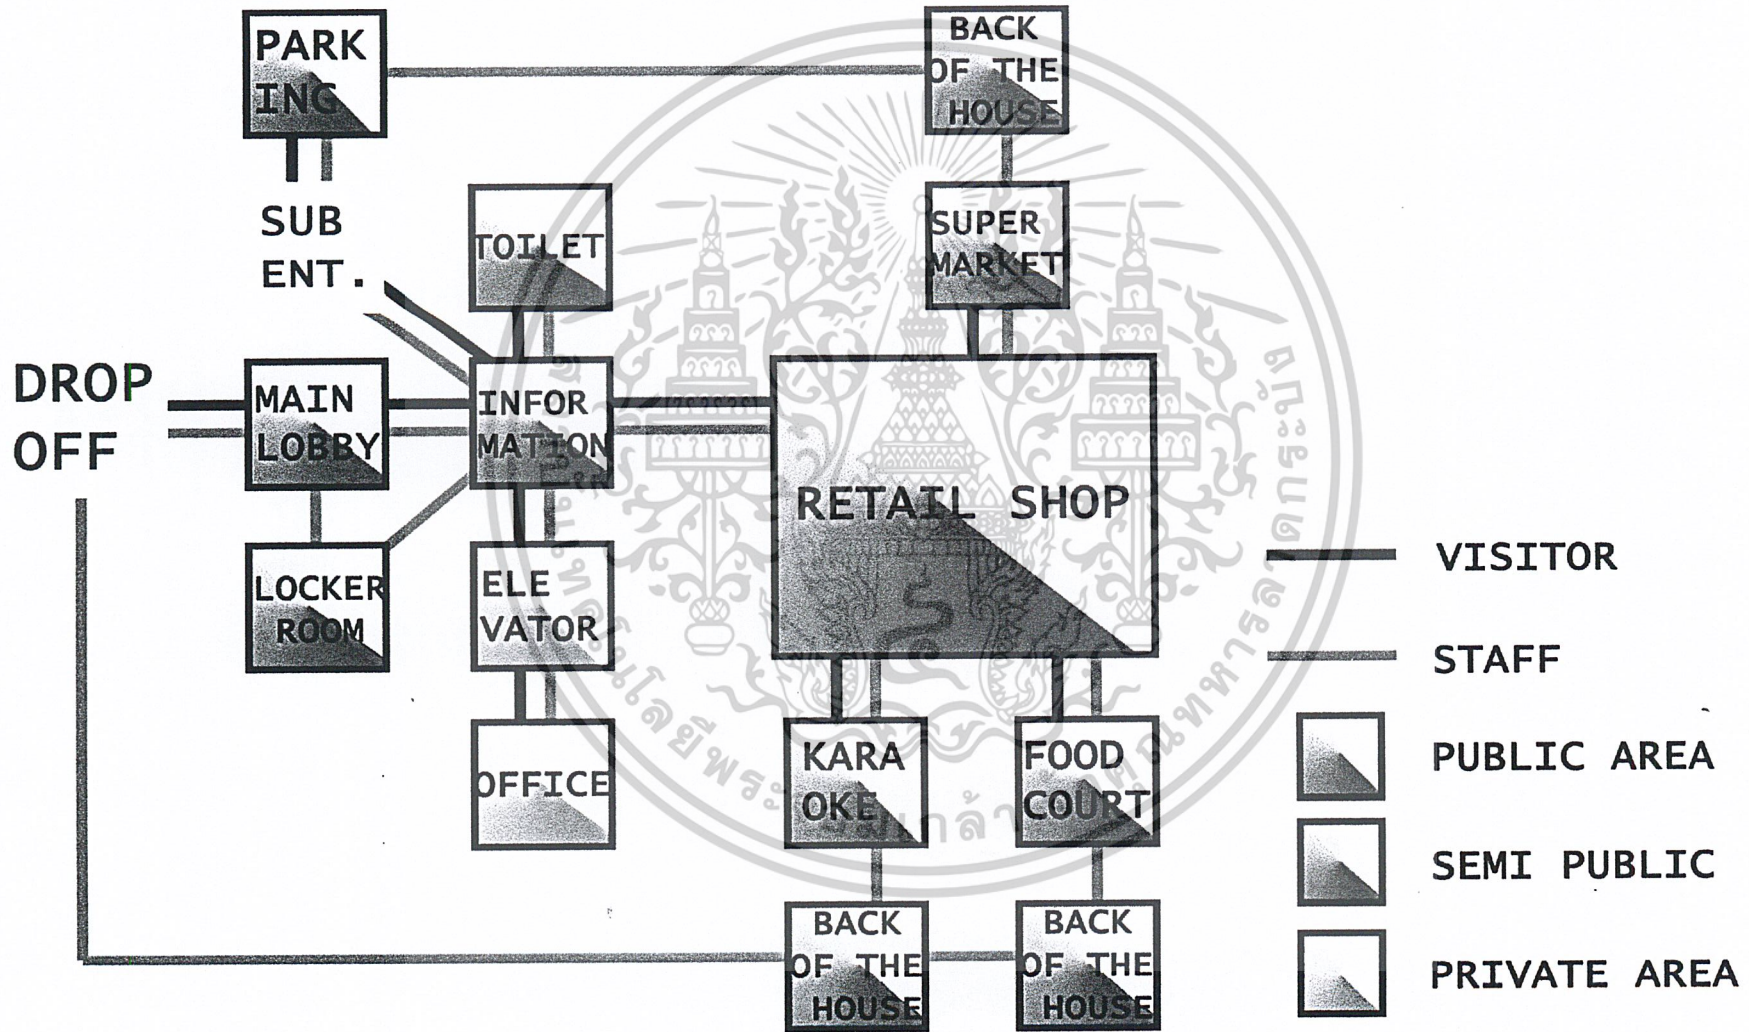 PARK
ING
BACK
OF THE
HOUSE
SUB
ENT.
TOILET
SUPER
MARKET
DROP
OFF
MAIN
LOBBY
INFOR
MATION
RETAIL SHOP
LOCKER
ROOM
ELE
VATOR
OFFICE
KARA
OKE
FOOD
COURT
BACK
OF THE
HOUSE
BACK
OF THE
HOUSE
VISITOR
STAFF
PUBLIC AREA
SEMI PUBLIC
PRIVATE AREA